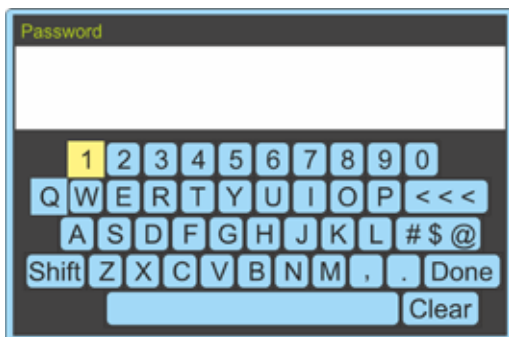 Password
1 2 3 4 5 6 7 8 9 0
Q W E R T Y U I O P <<<
A S D F G H J K L #$@
Shift Z X C V B N M , . Done
Clear